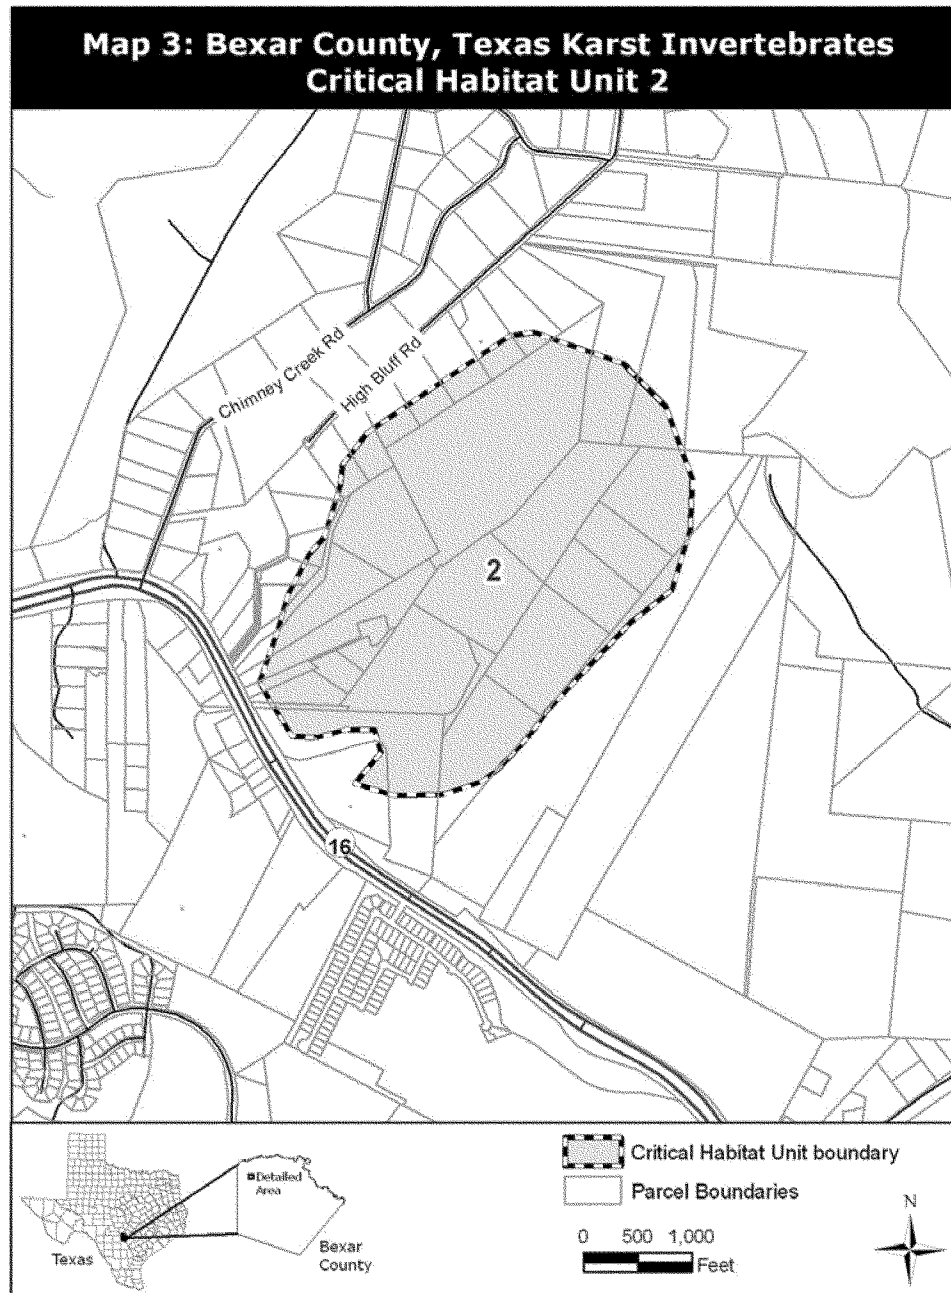 Map 3: Bexar County, Texas Karst Invertebrates
Critical Habitat Unit 2
Chimney Creek Rd
High Bluff Rd
2
16
Detailed
Area
Texas
Bexar
County
Critical Habitat Unit boundary
Parcel Boundaries
0 500 1,000
Feet
N